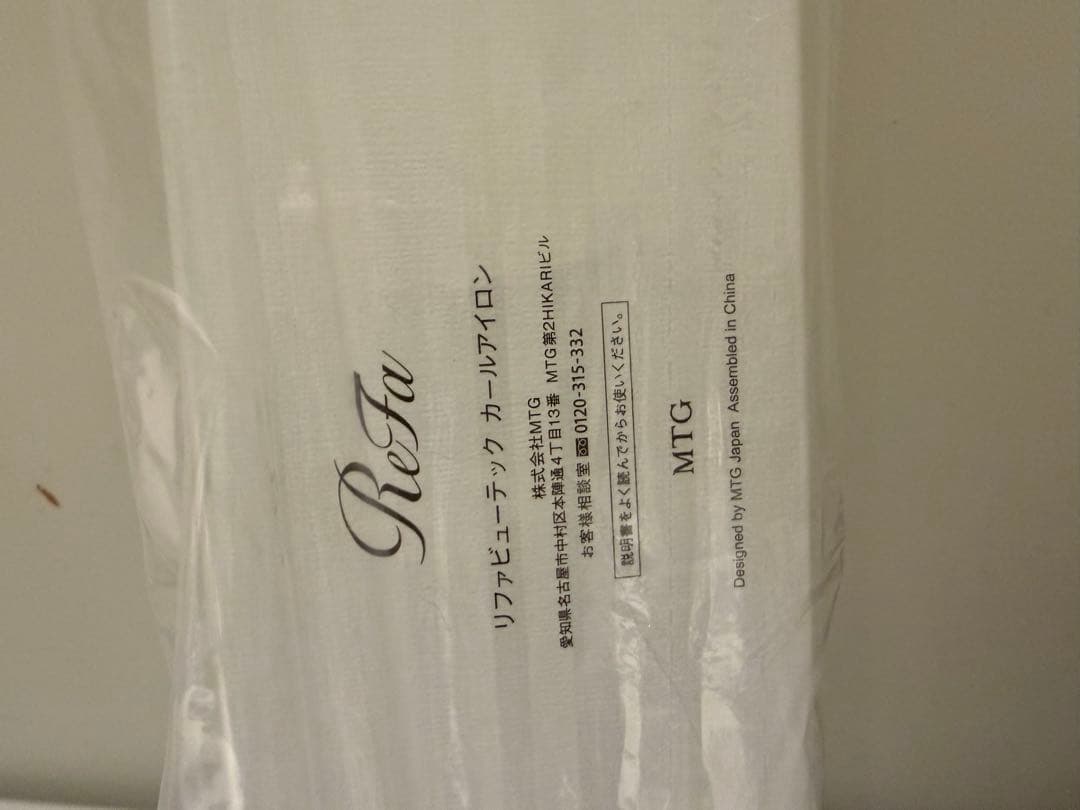 ReFa
リファビューテック カールアイロン
株式会社MTG
愛知県名古屋市中村区本陣通4丁目13番 MTG第2HIKARIビル
お客様相談室 0120-315-332
説明書をよく読んでからお使いください。
MTG
Designed by MTG Japan Assembled in China